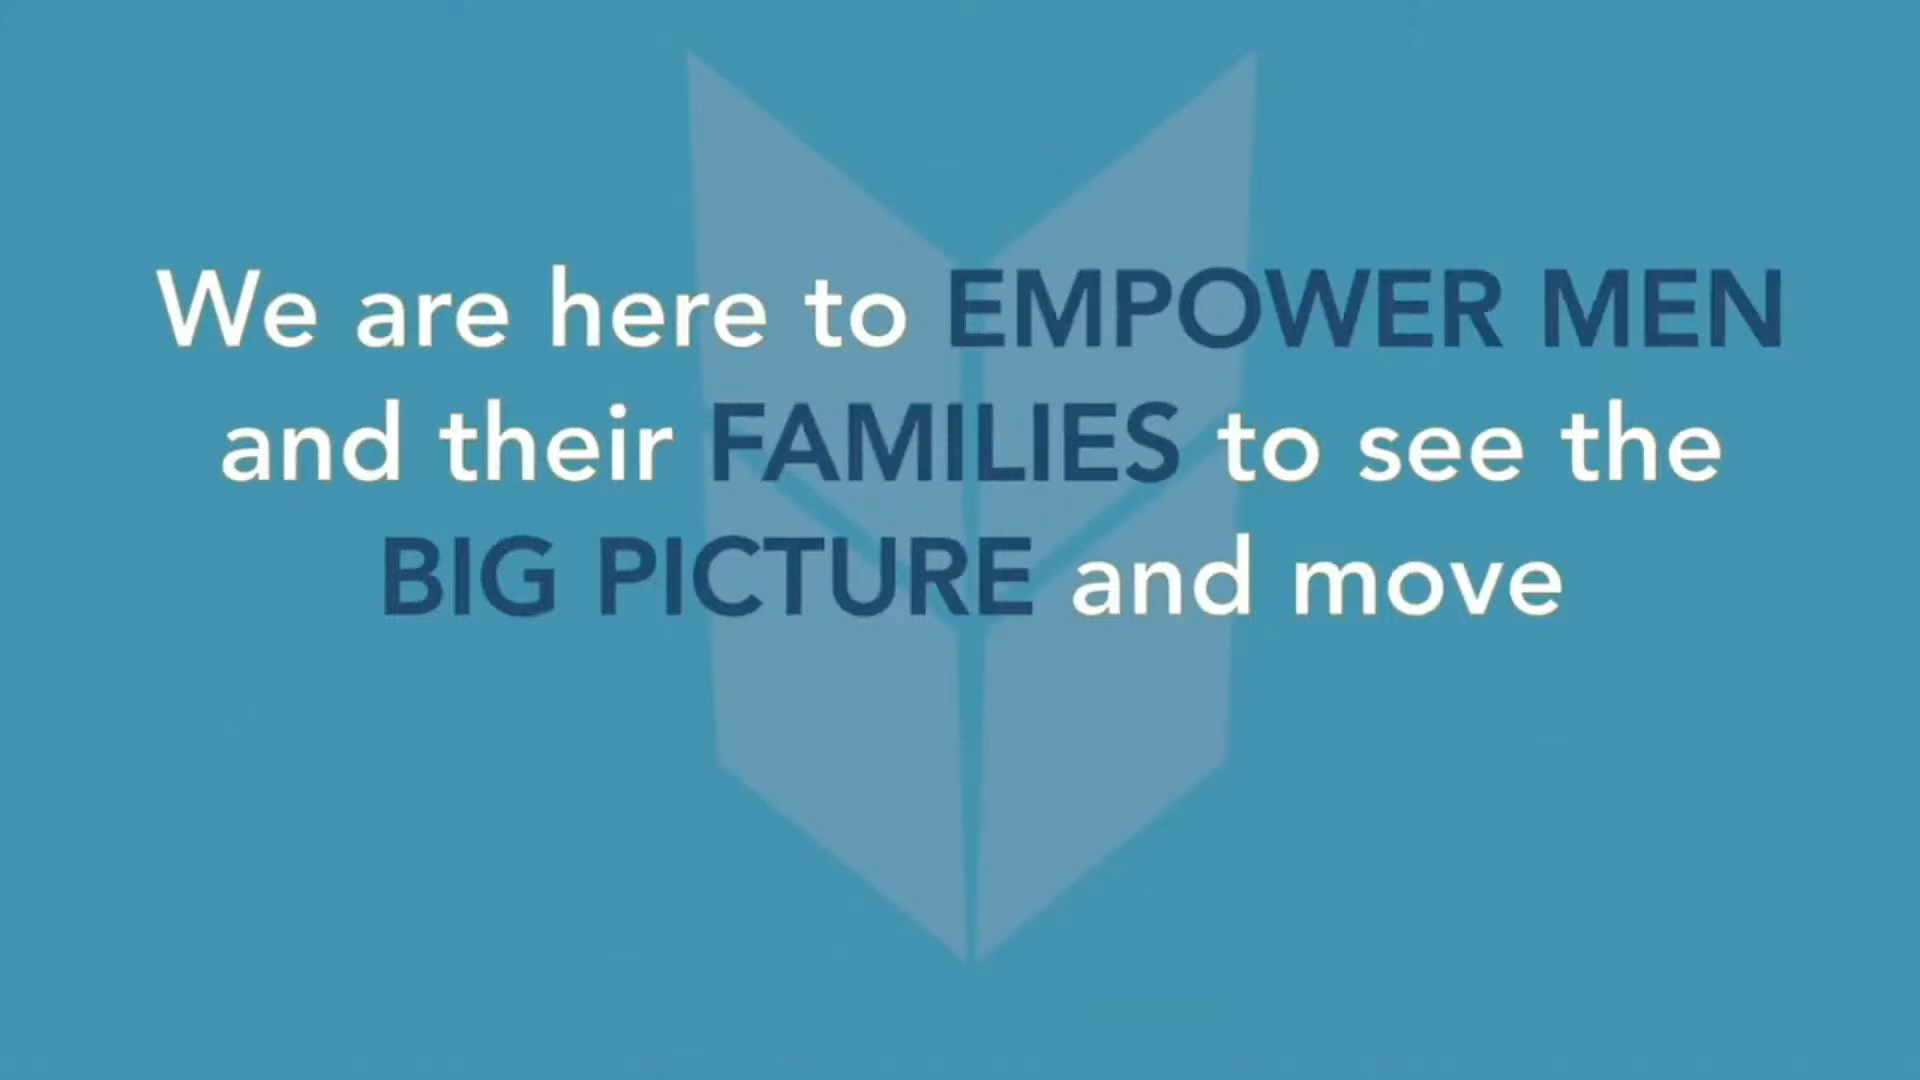 We are here to EMPOWER MEN
and their FAMILIES to see the
BIG PICTURE and move